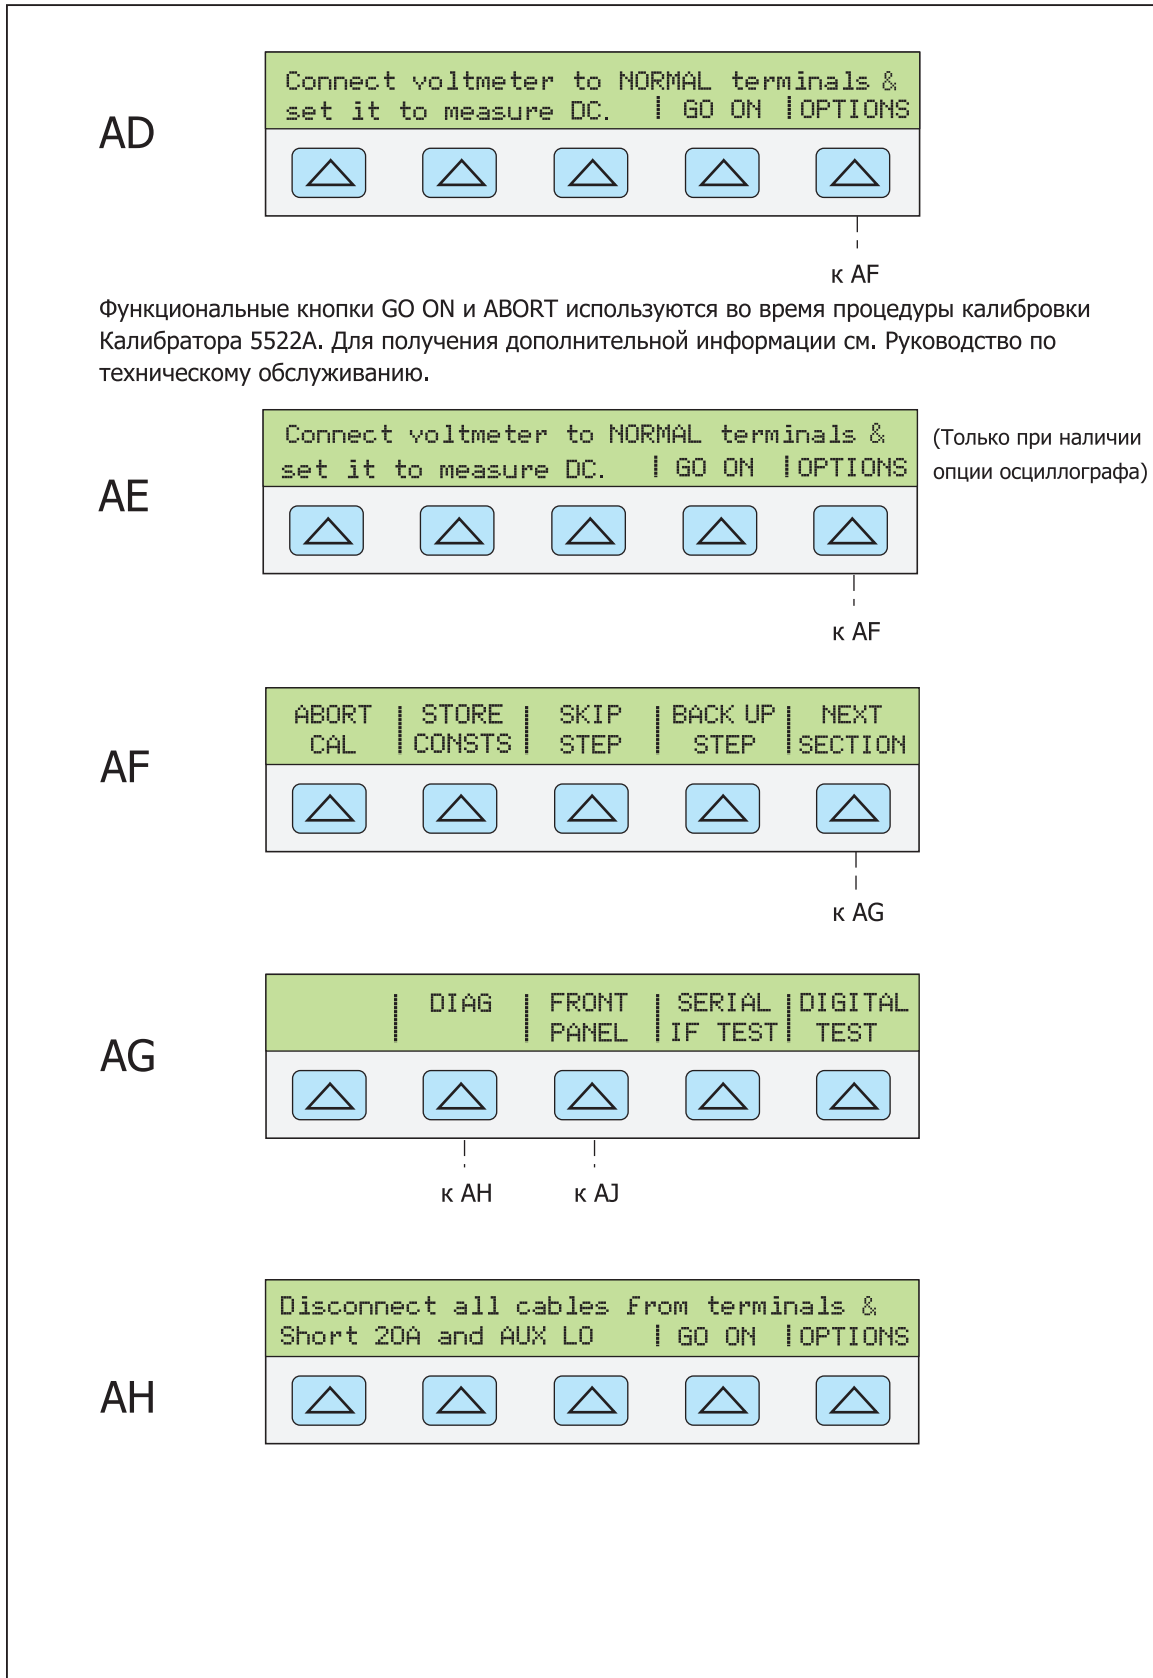 AD
Connect voltmeter to NORMAL terminals &
set it to measure DC. | GO ON | OPTIONS
к AF
Функциональные кнопки GO ON и ABORT используются во время процедуры калибровки
Калибратора 5522A. Для получения дополнительной информации см. Руководство по
техническому обслуживанию.
AE
Connect voltmeter to NORMAL terminals &
set it to measure DC. | GO ON | OPTIONS
(Только при наличии
опции осциллографа)
к AF
AF
ABORT | STORE | SKIP | BACK UP | NEXT
CAL | CONSTS | STEP | STEP | SECTION
к AG
AG
| DIAG | FRONT | SERIAL | DIGITAL
| | PANEL | IF TEST | TEST
к AH к AJ
AH
Disconnect all cables from terminals &
Short 20A and AUX LO | GO ON | OPTIONS